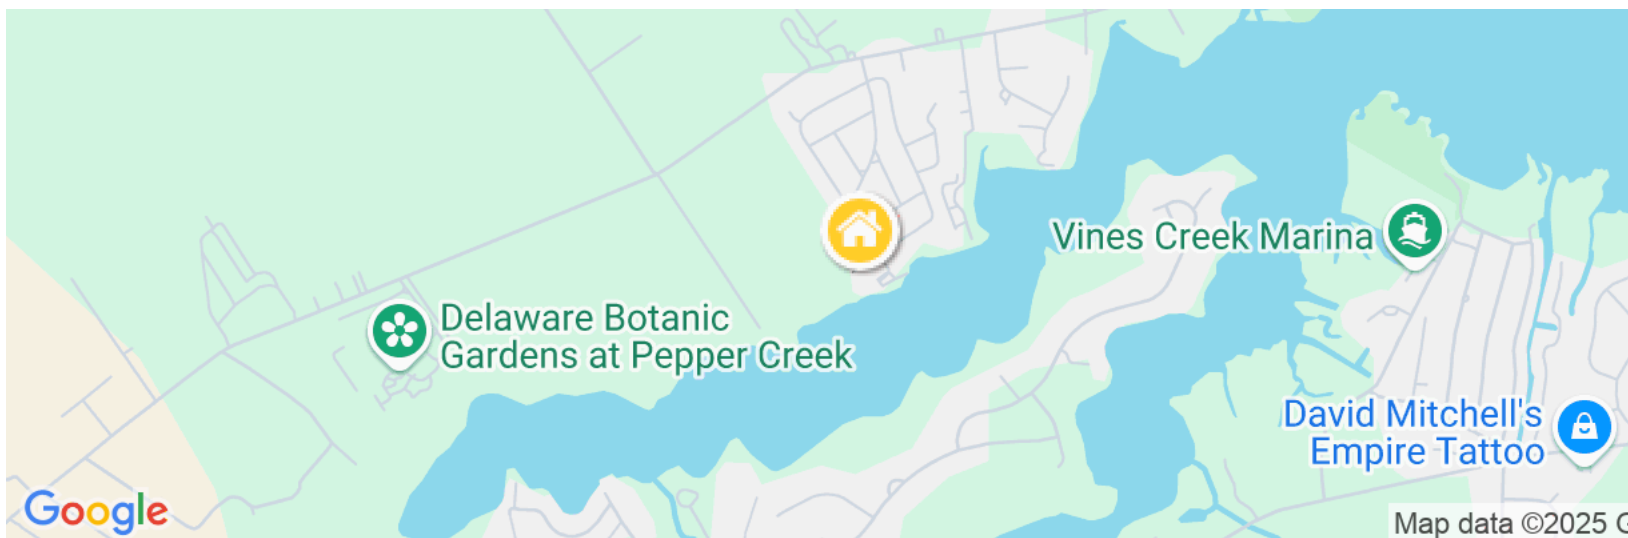 Vines Creek Marina
Delaware Botanic
Gardens at Pepper Creek
David Mitchell's
Empire Tattoo
Google
Map data ©2025 G